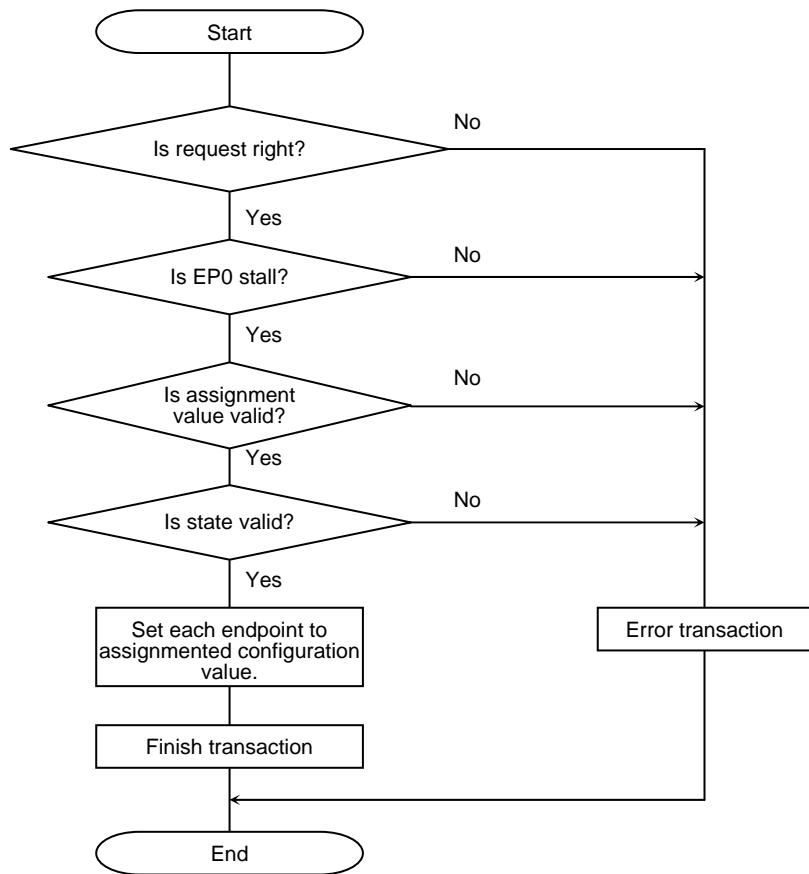 Start
No
Is request right?
Yes
No
Is EP0 stall?
Yes
No
Is assignment
value valid?
Yes
No
Is state valid?
Yes
Set each endpoint to
assignmented configuration
value.
Error transaction
Finish transaction
End